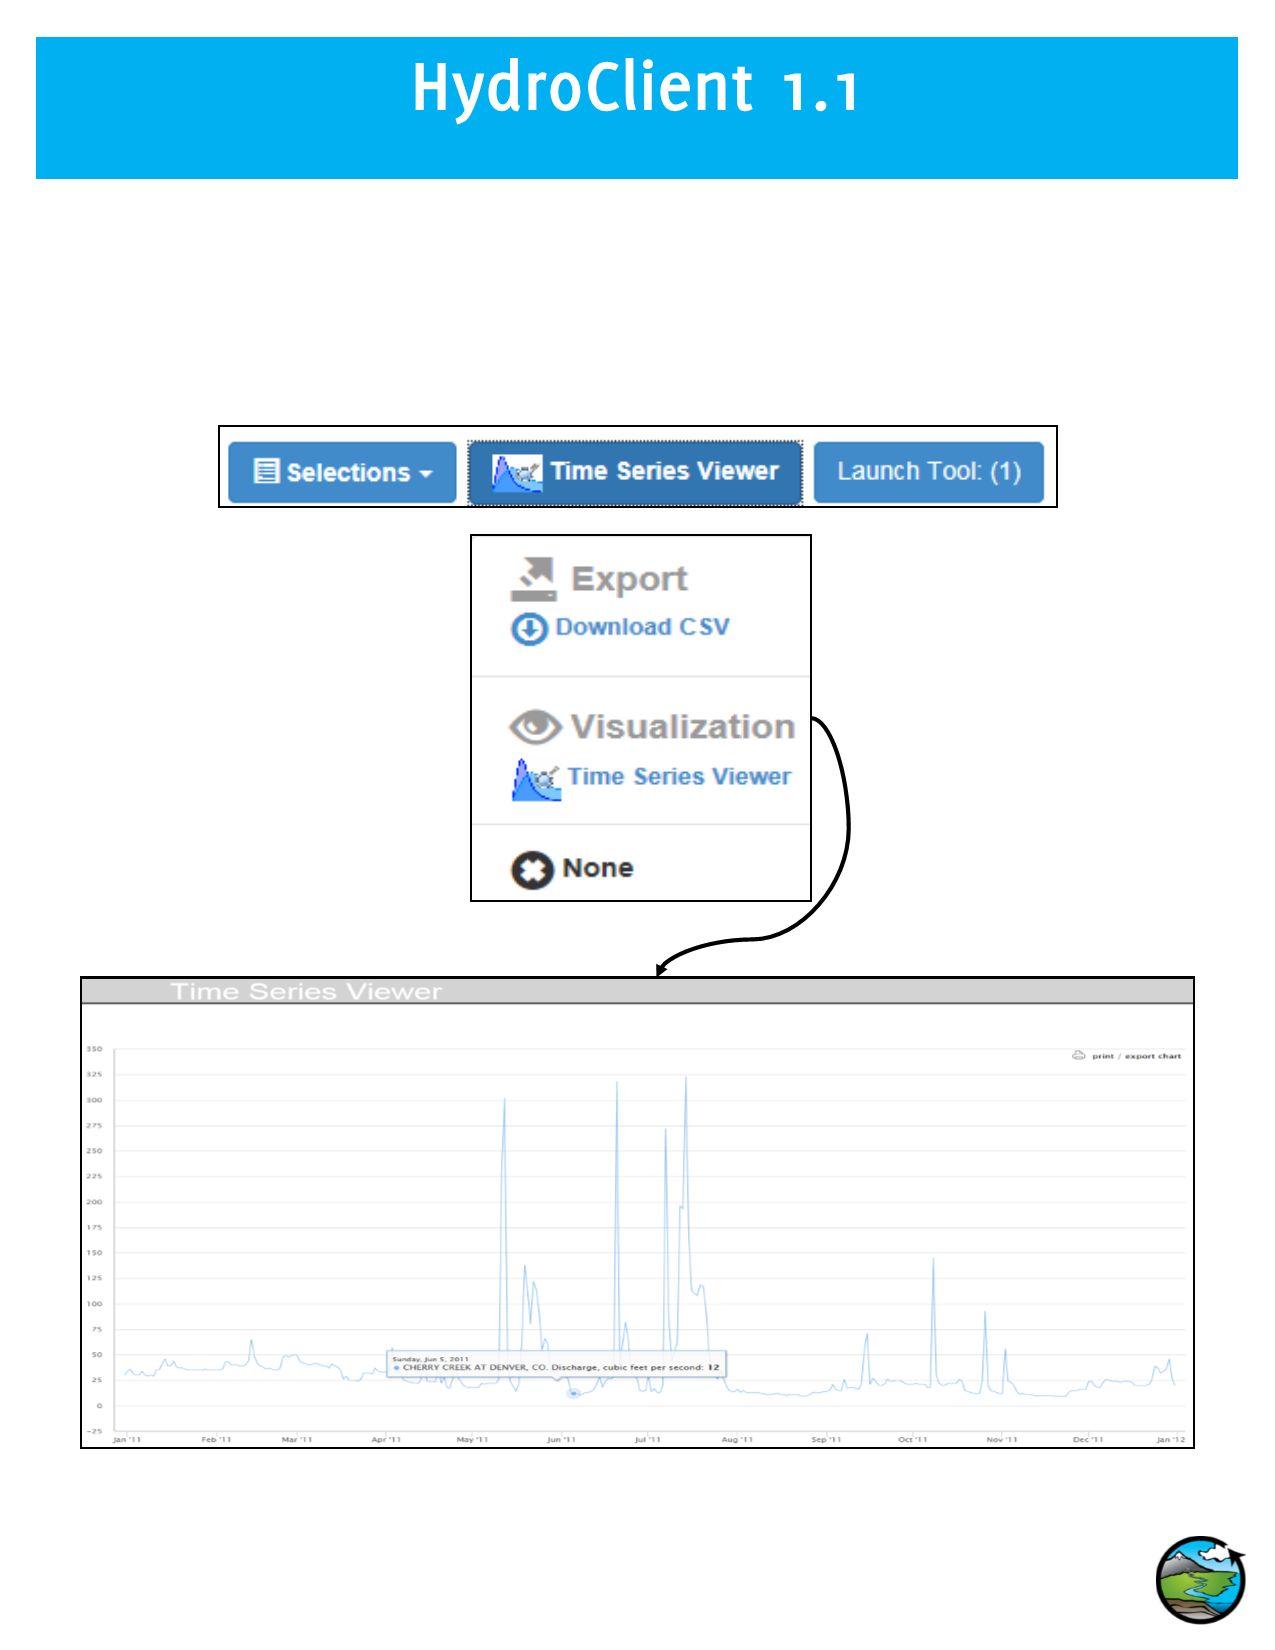 HydroClient 1.1
Selections
Time Series Viewer
Launch Tool: (1)
Export
Download CSV
Visualization
Time Series Viewer
None
Time Series Viewer
print / export chart
350
325
300
275
250
225
200
175
150
125
100
75
50
25
0
-25
Sunday, Jun 5, 2011
CHERRY CREEK AT DENVER, CO. Discharge, cubic feet per second: 12
Jan '11 Feb '11 Mar '11 Apr '11 May '11 Jun '11 Jul '11 Aug '11 Sep '11 Oct '11 Nov '11 Dec '11 Jan '12